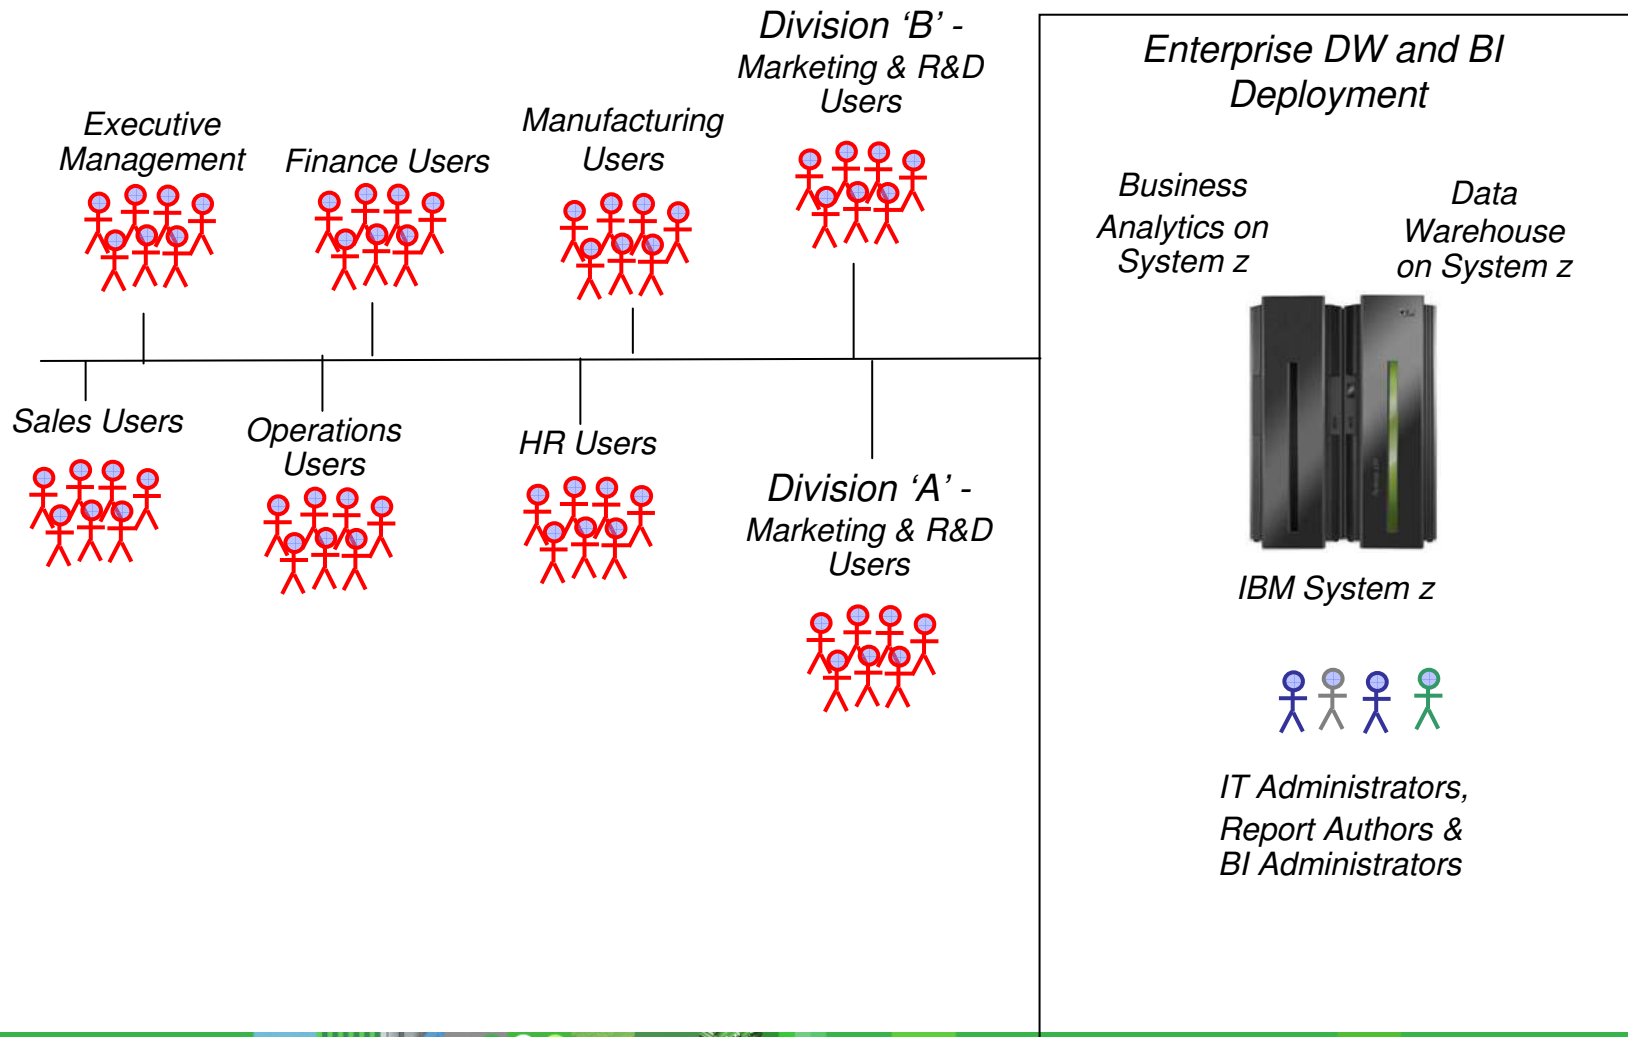 Division ‘B’ -
Marketing & R&D
Users
Enterprise DW and BI
Deployment
Executive
Management
Finance Users
Manufacturing
Users
Business
Analytics on
System z
Data
Warehouse
on System z
Sales Users
Operations
Users
HR Users
Division ‘A’ -
Marketing & R&D
Users
IBM System z
IT Administrators,
Report Authors &
BI Administrators